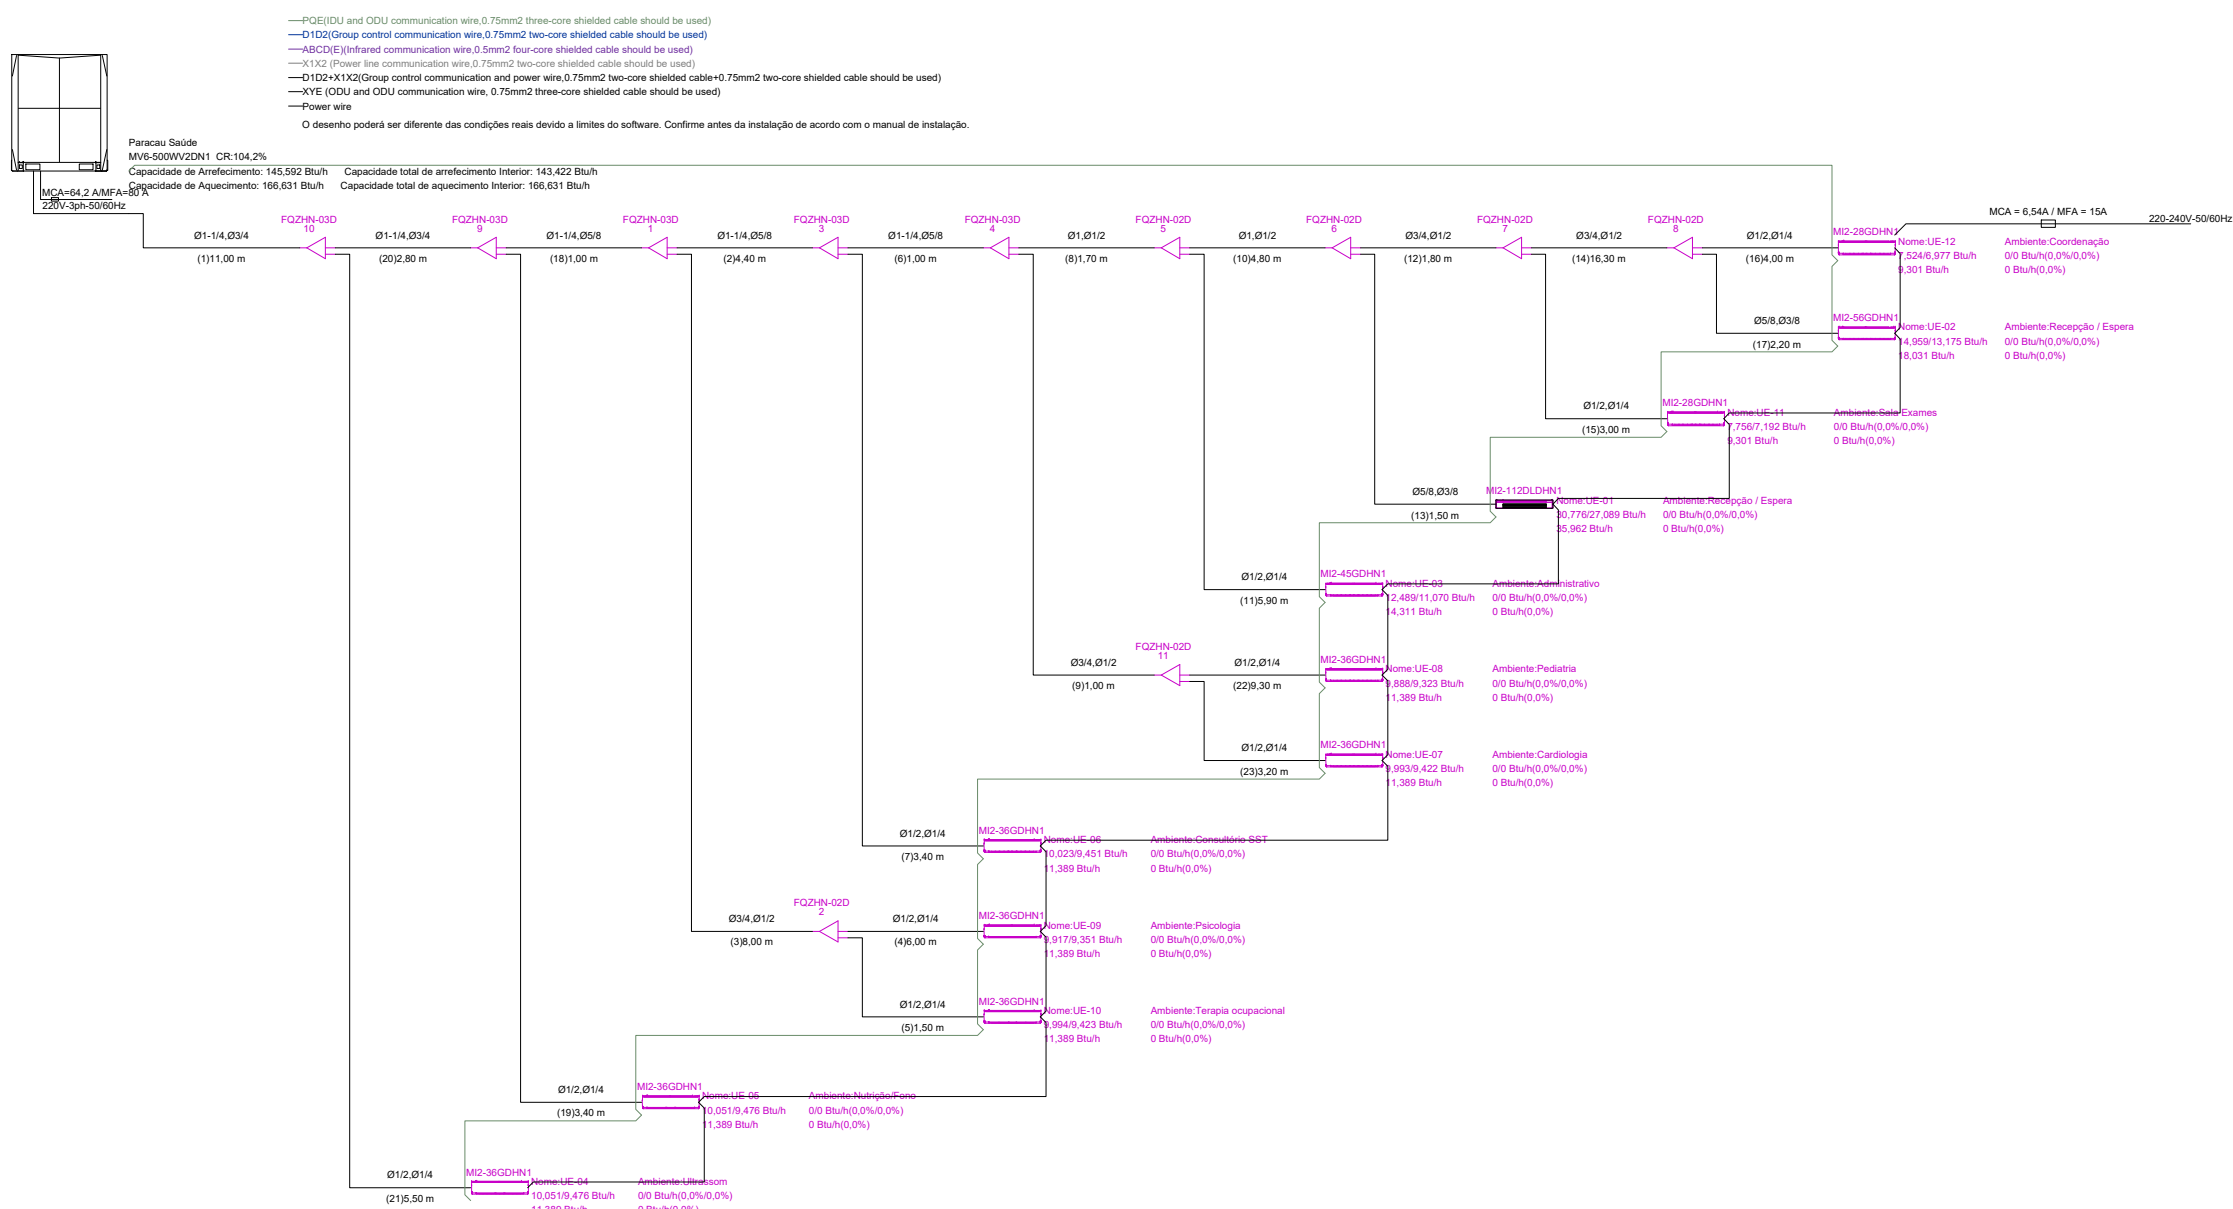 PQE(IDU and ODU communication wire,0.75mm2 three-core shielded cable should be used)
D1D2(Group control communication wire,0.75mm2 two-core shielded cable should be used)
ABCD(E)(Infrared communication wire,0.5mm2 four-core shielded cable should be used)
X1X2 (Power line communication wire,0.75mm2 two-core shielded cable should be used)
D1D2+X1X2(Group control communication and power wire,0.75mm2 two-core shielded cable+0.75mm2 two-core shielded cable should be used)
XYE (ODU and ODU communication wire, 0.75mm2 three-core shielded cable should be used)
Power wire
O desenho poderá ser diferente das condições reais devido a limites do software. Confirme antes da instalação de acordo com o manual de instalação.
Paracau Saúde
MV6-500WV2DN1 CR:104,2%
Capacidade de Arrefecimento: 145,592 Btu/h Capacidade total de arrefecimento Interior: 143,422 Btu/h
Capacidade de Aquecimento: 166,631 Btu/h Capacidade total de aquecimento Interior: 166,631 Btu/h
MCA=64,2 A/MFA=80 A
220V-3ph-50/60Hz
MCA = 6,54A / MFA = 15A
220-240V-50/60Hz
Ø1-1/4,Ø3/4
(1)11,00 m
FQZHN-03D
10
Ø1-1/4,Ø3/4
(20)2,80 m
FQZHN-03D
9
Ø1-1/4,Ø5/8
(18)1,00 m
FQZHN-03D
1
Ø1-1/4,Ø5/8
(2)4,40 m
FQZHN-03D
3
Ø1-1/4,Ø5/8
(6)1,00 m
FQZHN-03D
4
Ø1,Ø1/2
(8)1,70 m
FQZHN-02D
5
Ø1,Ø1/2
(10)4,80 m
FQZHN-02D
6
Ø3/4,Ø1/2
(12)1,80 m
FQZHN-02D
7
Ø3/4,Ø1/2
(14)16,30 m
FQZHN-02D
8
Ø1/2,Ø1/4
(16)4,00 m
MI2-28GDHN1
Nome:UE-12 Ambiente:Coordenação
7,524/6,977 Btu/h 0/0 Btu/h(0,0%/0,0%)
9,301 Btu/h 0 Btu/h(0,0%)
Ø5/8,Ø3/8
(17)2,20 m
MI2-56GDHN1
Nome:UE-02 Ambiente:Recepção / Espera
14,959/13,175 Btu/h 0/0 Btu/h(0,0%/0,0%)
18,031 Btu/h 0 Btu/h(0,0%)
Ø1/2,Ø1/4
(15)3,00 m
MI2-28GDHN1
Nome:UE-11 Ambiente:Sala Exames
7,756/7,192 Btu/h 0/0 Btu/h(0,0%/0,0%)
9,301 Btu/h 0 Btu/h(0,0%)
Ø5/8,Ø3/8
(13)1,50 m
MI2-112DLDHN1
Nome:UE-01 Ambiente:Recepção / Espera
30,776/27,089 Btu/h 0/0 Btu/h(0,0%/0,0%)
35,962 Btu/h 0 Btu/h(0,0%)
Ø1/2,Ø1/4
(11)5,90 m
MI2-45GDHN1
Nome:UE-03 Ambiente:Administrativo
12,489/11,070 Btu/h 0/0 Btu/h(0,0%/0,0%)
14,311 Btu/h 0 Btu/h(0,0%)
Ø3/4,Ø1/2
(9)1,00 m
FQZHN-02D
11
Ø1/2,Ø1/4
(22)9,30 m
MI2-36GDHN1
Nome:UE-08 Ambiente:Pediatria
9,888/9,323 Btu/h 0/0 Btu/h(0,0%/0,0%)
11,389 Btu/h 0 Btu/h(0,0%)
Ø1/2,Ø1/4
(23)3,20 m
MI2-36GDHN1
Nome:UE-07 Ambiente:Cardiologia
9,993/9,422 Btu/h 0/0 Btu/h(0,0%/0,0%)
11,389 Btu/h 0 Btu/h(0,0%)
Ø1/2,Ø1/4
(7)3,40 m
MI2-36GDHN1
Nome:UE-06 Ambiente:Consultório SST
10,023/9,451 Btu/h 0/0 Btu/h(0,0%/0,0%)
11,389 Btu/h 0 Btu/h(0,0%)
Ø3/4,Ø1/2
(3)8,00 m
FQZHN-02D
2
Ø1/2,Ø1/4
(4)6,00 m
MI2-36GDHN1
Nome:UE-09 Ambiente:Psicologia
9,917/9,351 Btu/h 0/0 Btu/h(0,0%/0,0%)
11,389 Btu/h 0 Btu/h(0,0%)
Ø1/2,Ø1/4
(5)1,50 m
MI2-36GDHN1
Nome:UE-10 Ambiente:Terapia ocupacional
9,994/9,423 Btu/h 0/0 Btu/h(0,0%/0,0%)
11,389 Btu/h 0 Btu/h(0,0%)
Ø1/2,Ø1/4
(19)3,40 m
MI2-36GDHN1
Nome:UE-05 Ambiente:Nutrição/Fono
10,051/9,476 Btu/h 0/0 Btu/h(0,0%/0,0%)
11,389 Btu/h 0 Btu/h(0,0%)
Ø1/2,Ø1/4
(21)5,50 m
MI2-36GDHN1
Nome:UE-04 Ambiente:Ultrassom
10,051/9,476 Btu/h 0/0 Btu/h(0,0%/0,0%)
11,389 Btu/h 0 Btu/h(0,0%)